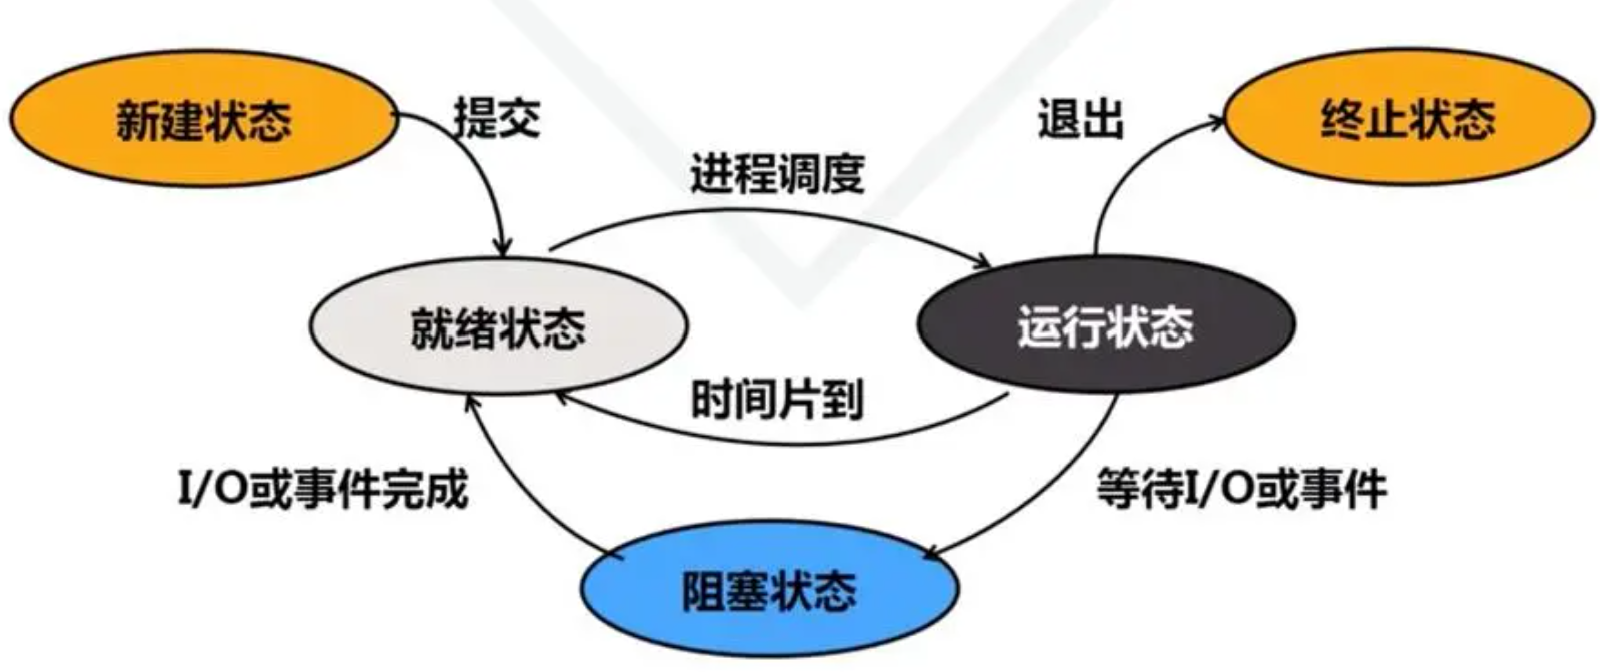 新建状态
提交
退出
终止状态
进程调度
就绪状态
运行状态
时间片到
I/O或事件完成
等待I/O或事件
阻塞状态